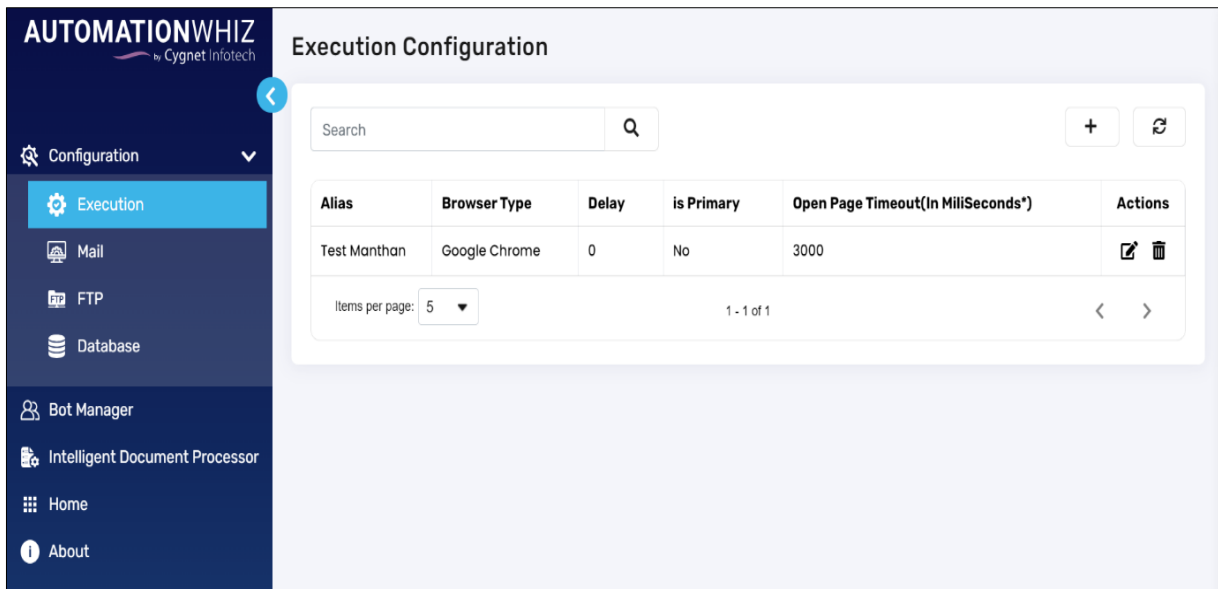 AUTOMATIONWHIZ
by Cygnet Infotech
Configuration
Execution
Mail
FTP
FTP
Database
Bot Manager
Intelligent Document Processor
Home
About
Execution Configuration
Search
Alias Browser Type Delay is Primary Open Page Timeout(In MiliSeconds*) Actions
Test Manthan Google Chrome 0 No 3000
Items per page: 5 1 - 1 of 1